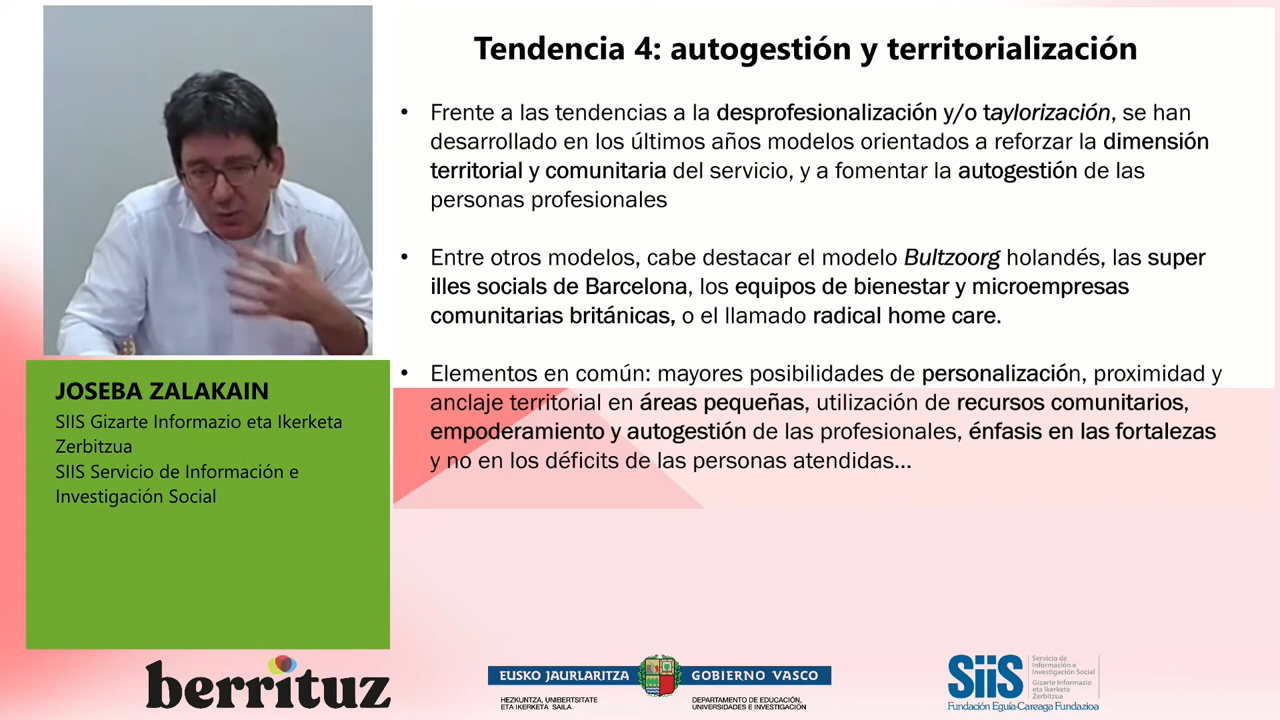 Tendencia 4: autogestión y territorialización
• Frente a las tendencias a la desprofesionalización y/o taylorización, se han
desarrollado en los últimos años modelos orientados a reforzar la dimensión
territorial y comunitaria del servicio, y a fomentar la autogestión de las
personas profesionales
• Entre otros modelos, cabe destacar el modelo Bultzoorg holandés, las super
illes socials de Barcelona, los equipos de bienestar y microempresas
comunitarias británicas, o el llamado radical home care.
• Elementos en común: mayores posibilidades de personalización, proximidad y
anclaje territorial en áreas pequeñas, utilización de recursos comunitarios,
empoderamiento y autogestión de las profesionales, énfasis en las fortalezas
y no en los déficits de las personas atendidas...
JOSEBA ZALAKAIN
SIIS Gizarte Informazio eta Ikerketa
Zerbitzua
SIIS Servicio de Información e
Investigación Social
berrituz
EUSKO JAURLARITZA
GOBIERNO VASCO
HEZKUNTZA, UNIBERTSITATE
ETA IKERKETA SAILA
DEPARTAMENTO DE EDUCACIÓN,
UNIVERSIDADES E INVESTIGACIÓN
SiiS
Servicio de
Información e
Investigación Social
Gizarte Informazio
eta Ikerketa
Zerbitzua
Fundación Eguía-Careaga Fundazioa